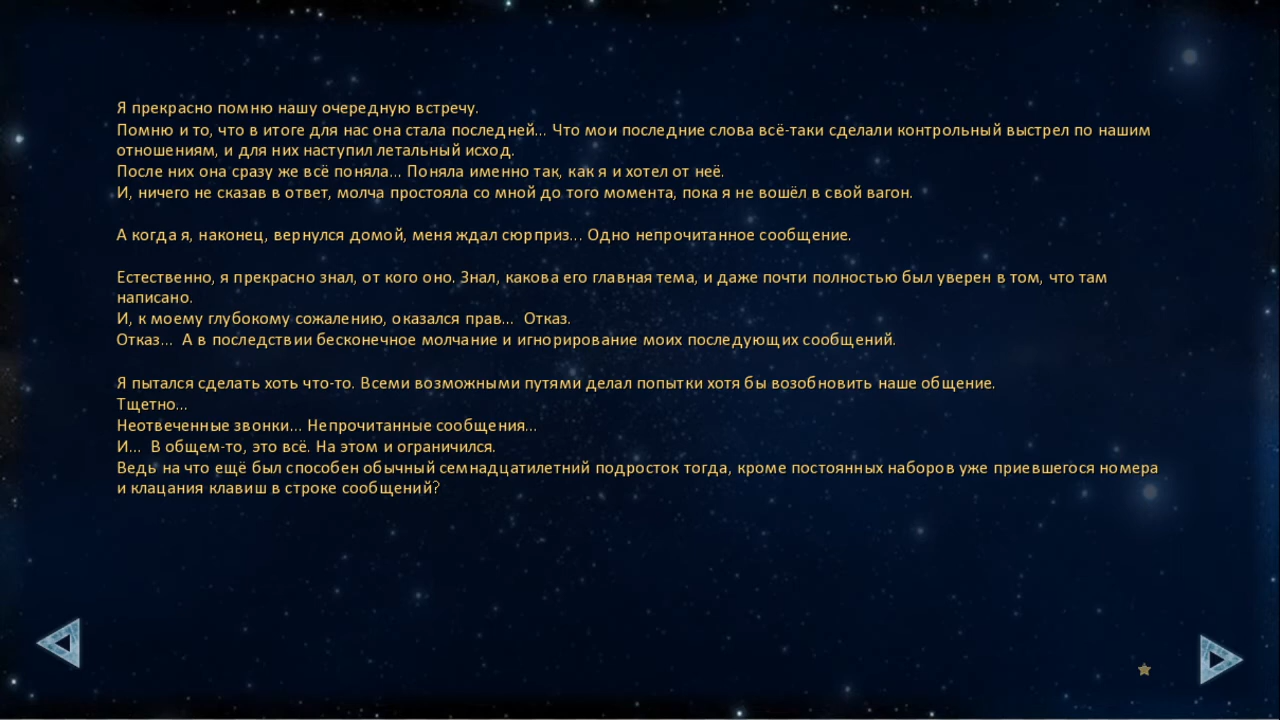 Я прекрасно помню нашу очередную встречу.
Помню и то, что в итоге для нас она стала последней... Что мои последние слова всё-таки сделали контрольный выстрел по нашим
отношениям, и для них наступил летальный исход.
После них она сразу же всё поняла... Поняла именно так, как я и хотел от неё.
И, ничего не сказав в ответ, молча простояла со мной до того момента, пока я не вошёл в свой вагон.

А когда я, наконец, вернулся домой, меня ждал сюрприз... Одно непрочитанное сообщение.

Естественно, я прекрасно знал, от кого оно. Знал, какова его главная тема, и даже почти полностью был уверен в том, что там
написано.
И, к моему глубокому сожалению, оказался прав...  Отказ.
Отказ...  А в последствии бесконечное молчание и игнорирование моих последующих сообщений.

Я пытался сделать хоть что-то. Всеми возможными путями делал попытки хотя бы возобновить наше общение.
Тщетно...
Неотвеченные звонки... Непрочитанные сообщения...
И...  В общем-то, это всё. На этом и ограничился.
Ведь на что ещё был способен обычный семнадцатилетний подросток тогда, кроме постоянных наборов уже приевшегося номера
и клацания клавиш в строке сообщений?